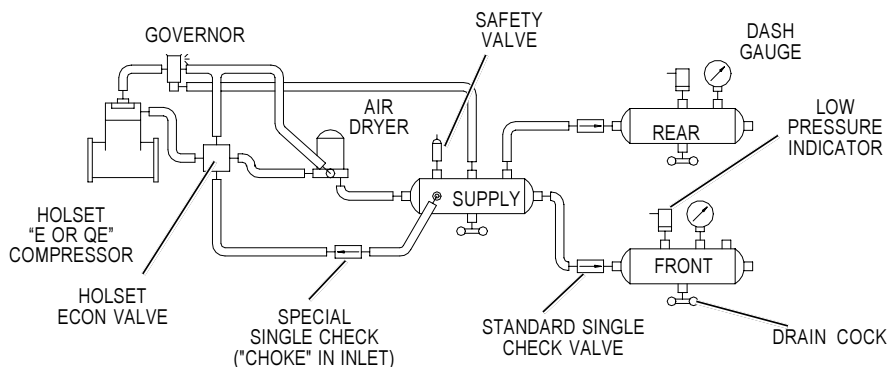 SAFETY
VALVE
GOVERNOR
DASH
GAUGE
AIR
DRYER
LOW
PRESSURE
INDICATOR
REAR
SUPPLY
HOLSET
“E OR QE”
COMPRESSOR
FRONT
HOLSET
ECON VALVE
SPECIAL
SINGLE CHECK
("CHOKE" IN INLET)
STANDARD SINGLE
CHECK VALVE
DRAIN COCK